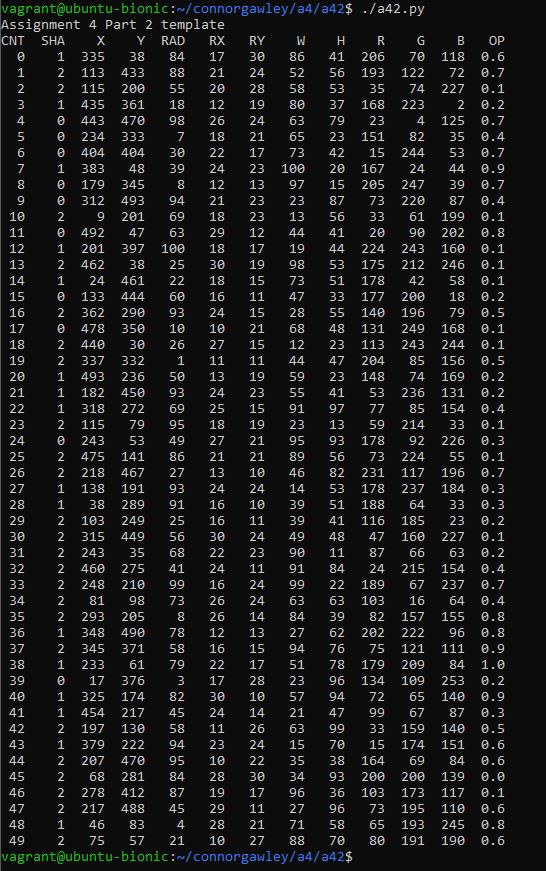 vagrant@ubuntu-bionic:~/connorgawley/a4/a42$ ./a42.py
Assignment 4 Part 2 template
CNT SHA X Y RAD RX RY W H R G B OP
0 1 335 38 84 17 30 86 41 206 70 118 0.6
1 2 113 433 88 21 24 52 56 193 122 72 0.7
2 2 115 200 55 20 28 58 53 35 74 227 0.1
3 1 435 361 18 12 19 80 37 168 223 2 0.2
4 0 443 470 98 26 24 63 79 23 4 125 0.7
5 0 234 333 7 18 21 65 23 151 82 35 0.4
6 0 404 404 30 22 17 73 42 15 244 53 0.7
7 1 383 48 39 24 23 100 20 167 24 44 0.9
8 0 179 345 8 12 13 97 15 205 247 39 0.7
9 0 312 493 94 21 23 23 87 73 220 87 0.4
10 2 9 201 69 18 23 13 56 33 61 199 0.1
11 0 492 47 63 29 12 44 41 20 90 202 0.8
12 1 201 397 100 18 17 19 44 224 243 160 0.1
13 2 462 38 25 30 19 98 53 175 212 246 0.1
14 1 24 461 22 18 15 73 51 178 42 58 0.1
15 0 133 444 60 16 11 47 33 177 200 18 0.2
16 2 362 290 93 24 15 28 55 140 196 79 0.5
17 0 478 350 10 10 21 68 48 131 249 168 0.1
18 2 440 30 26 27 15 12 23 113 243 244 0.1
19 2 337 332 1 11 11 44 47 204 85 156 0.5
20 1 493 236 50 13 19 59 23 148 74 169 0.2
21 1 182 450 93 24 23 55 41 53 236 131 0.2
22 1 318 272 69 25 15 91 97 77 85 154 0.4
23 2 115 79 95 18 19 23 13 59 214 33 0.1
24 0 243 53 49 27 21 95 93 178 92 226 0.3
25 2 475 141 86 21 21 89 56 73 224 55 0.1
26 2 218 467 27 13 10 46 82 231 117 196 0.7
27 1 138 191 93 24 24 14 53 178 237 184 0.3
28 1 38 289 91 16 10 39 51 188 64 33 0.3
29 2 103 249 25 16 11 39 41 116 185 23 0.2
30 2 315 449 56 30 24 49 48 47 160 227 0.1
31 2 243 35 68 22 23 90 11 87 66 63 0.2
32 2 460 275 41 24 11 91 84 24 215 154 0.4
33 2 248 210 99 16 24 99 22 189 67 237 0.7
34 2 81 98 73 26 24 63 63 103 16 64 0.4
35 2 293 205 8 26 14 84 39 82 157 155 0.8
36 1 348 490 78 12 13 27 62 202 222 96 0.8
37 2 345 371 58 16 15 94 76 75 121 111 0.9
38 1 233 61 79 22 17 51 78 179 209 84 1.0
39 0 17 376 3 17 28 23 96 134 109 253 0.2
40 1 325 174 82 30 10 57 94 72 65 140 0.9
41 1 454 217 45 24 14 21 47 99 67 87 0.3
42 2 197 130 58 11 26 63 99 33 159 140 0.5
43 1 379 222 94 23 24 15 70 15 174 151 0.6
44 2 207 470 95 10 22 35 38 164 69 84 0.6
45 2 68 281 84 28 30 34 93 200 200 139 0.0
46 2 278 412 87 19 17 96 36 103 173 117 0.1
47 2 217 488 45 29 11 27 96 73 195 110 0.6
48 1 46 83 4 28 21 71 58 65 193 245 0.8
49 2 75 57 21 10 27 88 70 80 191 190 0.6
vagrant@ubuntu-bionic:~/connorgawley/a4/a42$